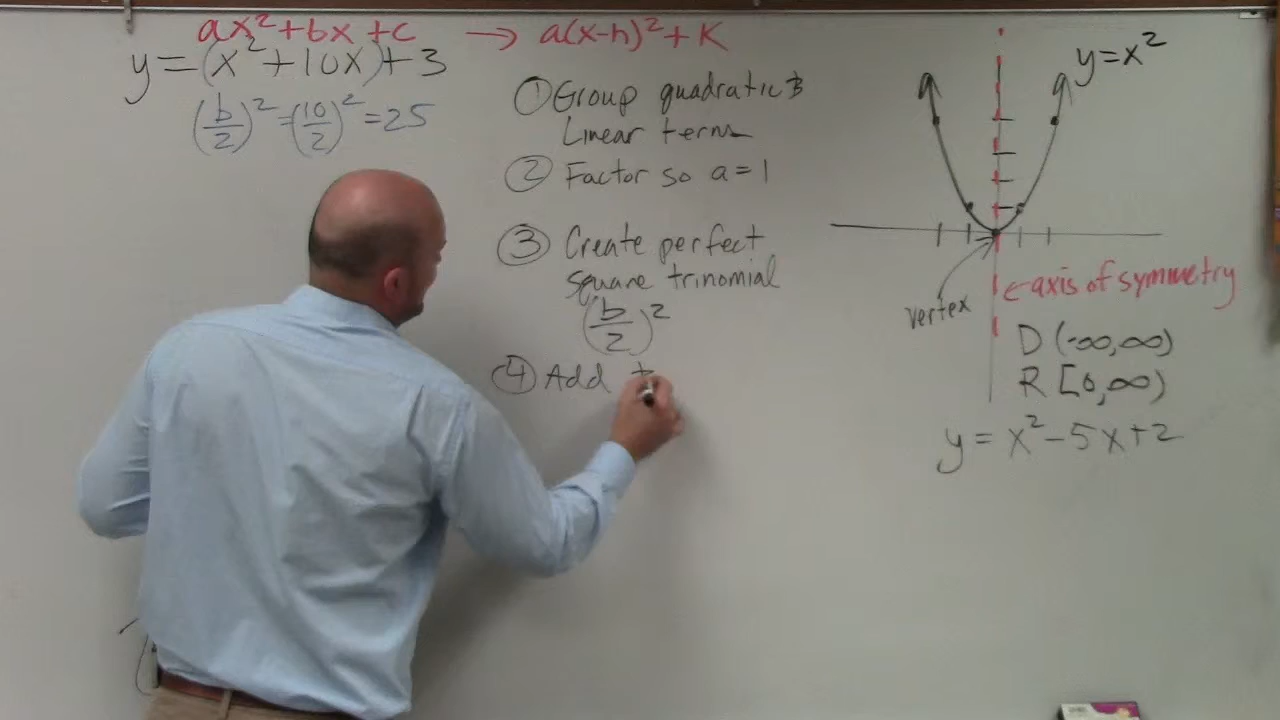 ax²+bx+c → a(x-h)²+K
y=(x²+10x)+3
(b/2)²=(10/2)²=25
① Group quadratic &
Linear terms
② Factor so a=1
③ Create perfect
square trinomial
(b/2)²
④ Add
y=x²
vertex
←axis of symmetry
D (-∞,∞)
R [0,∞)
y = x²-5x+2